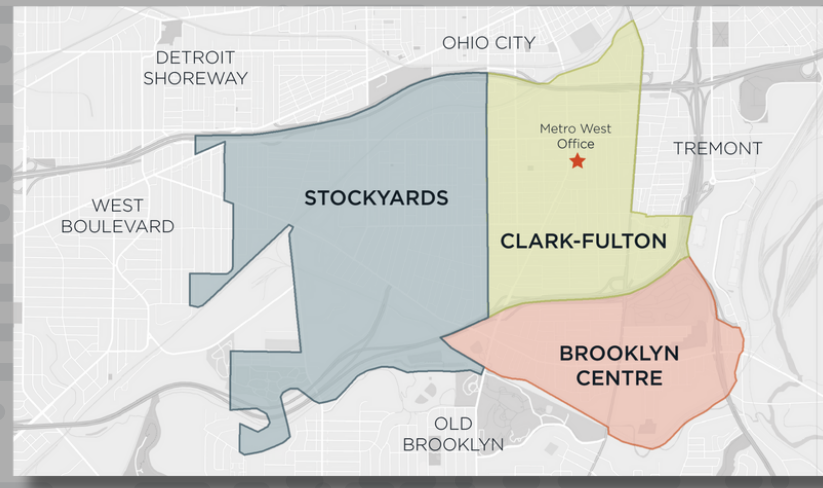 OHIO CITY
DETROIT
SHOREWAY
Metro West
Office
TREMONT
STOCKYARDS
WEST
BOULEVARD
CLARK-FULTON
BROOKLYN
CENTRE
OLD
BROOKLYN